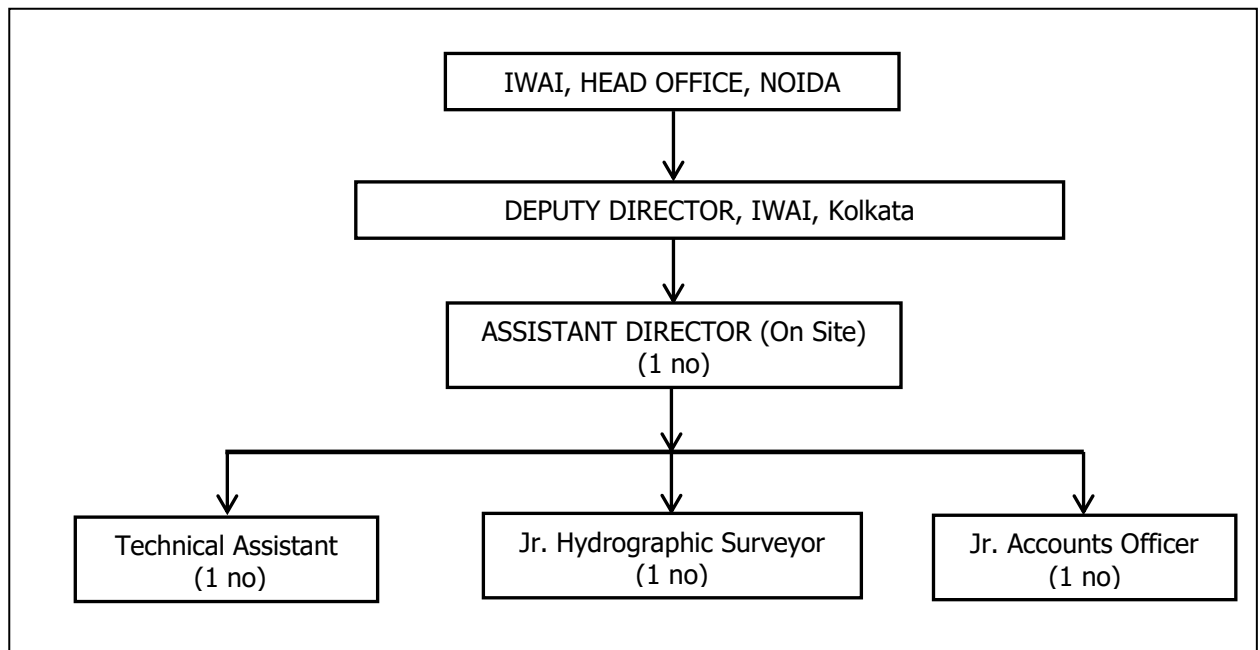 IWAI, HEAD OFFICE, NOIDA
DEPUTY DIRECTOR, IWAI, Kolkata
ASSISTANT DIRECTOR (On Site)
(1 no)
Technical Assistant
(1 no)
Jr. Hydrographic Surveyor
(1 no)
Jr. Accounts Officer
(1 no)